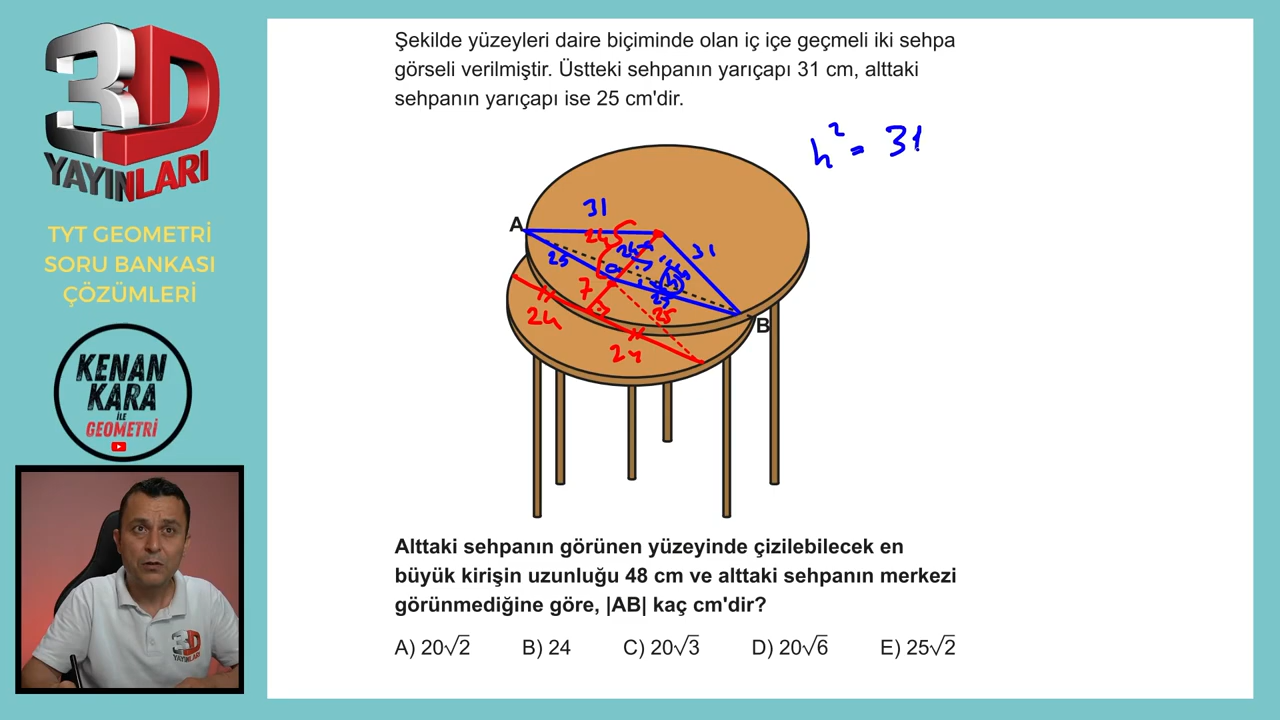 3D
YAYINLARI
TYT GEOMETRİ
SORU BANKASI
ÇÖZÜMLERİ
KENAN
KARA
İLE
GEOMETRİ
3D
YAYINLARI
Şekilde yüzeyleri daire biçiminde olan iç içe geçmeli iki sehpa
görseli verilmiştir. Üstteki sehpanın yarıçapı 31 cm, alttaki
sehpanın yarıçapı ise 25 cm'dir.
h² = 31
31
A
24
31
25
7
25
25
B
24
24
Alttaki sehpanın görünen yüzeyinde çizilebilecek en
büyük kirişin uzunluğu 48 cm ve alttaki sehpanın merkezi
görünmediğine göre, |AB| kaç cm'dir?
A) 20√2 B) 24 C) 20√3 D) 20√6 E) 25√2